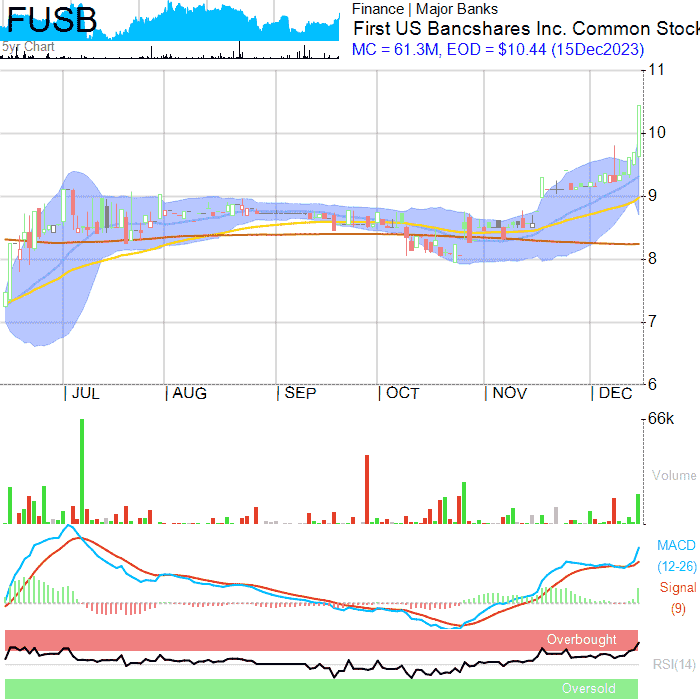 FUSB
5yr Chart
Finance | Major Banks
First US Bancshares Inc. Common Stock
MC = 61.3M, EOD = $10.44 (15Dec2023)
11
10
9
8
7
6
JUL
AUG
SEP
OCT
NOV
DEC
66k
Volume
MACD
(12-26)
Signal
(9)
Overbought
RSI(14)
Oversold